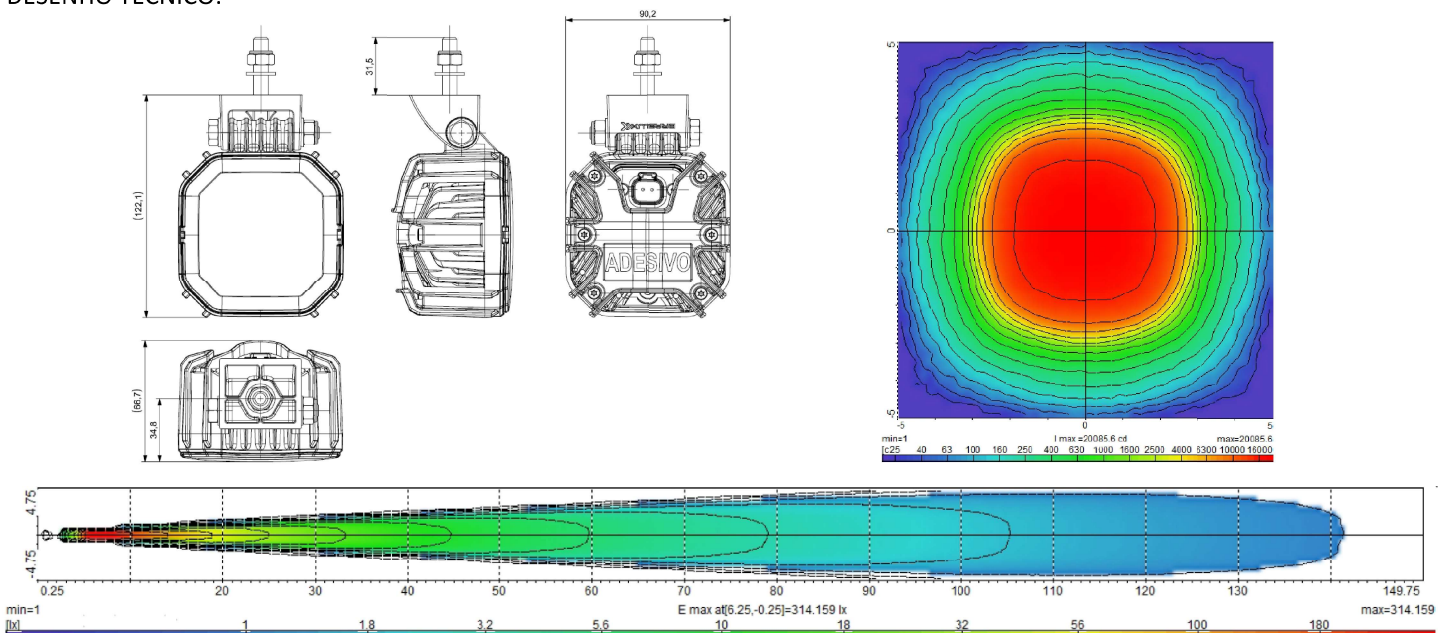 DESENHO TÉCNICO:
90,2
31,5
(122,1)
ADESIVO
(66,7)
34,8
5
0
-5
-5
0
5
min=1
I max =20085.6 cd
max=20085.6
[c25 40 63 100 160 250 400 630 1000 1600 2500 4000 6300 10000 16000
4.75
0
-4.75
0.25 20 30 40 50 60 70 80 90 100 110 120 130 149.75
min=1
E max at[6.25,-0.25]=314.159 lx
max=314.159
[lx] 1 1.8 3.2 5.6 10 18 32 56 100 180